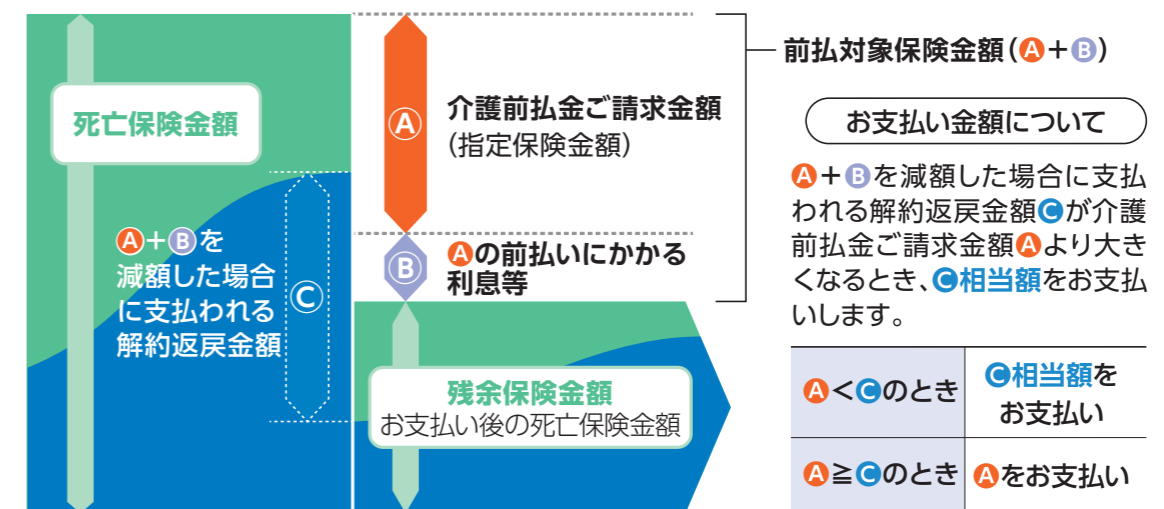 死亡保険金額
Ⓐ＋Ⓑを
減額した場合
に支払われる
解約返戻金額
Ⓒ
Ⓐ
介護前払金ご請求金額
（指定保険金額）
Ⓑ
Ⓐの前払いにかかる
利息等
残余保険金額
お支払い後の死亡保険金額
前払対象保険金額（Ⓐ＋Ⓑ）
お支払い金額について
Ⓐ＋Ⓑを減額した場合に支払
われる解約返戻金額Ⓒが介護
前払金ご請求金額Ⓐより大き
くなるとき、Ⓒ相当額をお支払
いします。
Ⓐ＜Ⓒのとき
Ⓒ相当額を
お支払い
Ⓐ≧Ⓒのとき
Ⓐをお支払い